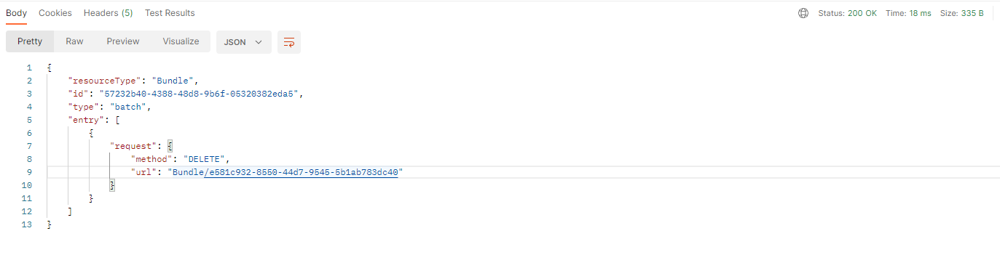 Body Cookies Headers (5) Test Results Status: 200 OK Time: 18 ms Size: 335 B
Pretty Raw Preview Visualize JSON
1 {
2 "resourceType": "Bundle",
3 "id": "57232b40-4388-48d8-9b6f-05320382eda5",
4 "type": "batch",
5 "entry": [
6 {
7 "request": {
8 "method": "DELETE",
9 "url": "Bundle/e581c932-8550-44d7-9545-5b1ab783dc40"
10 }
11 }
12 ]
13 }